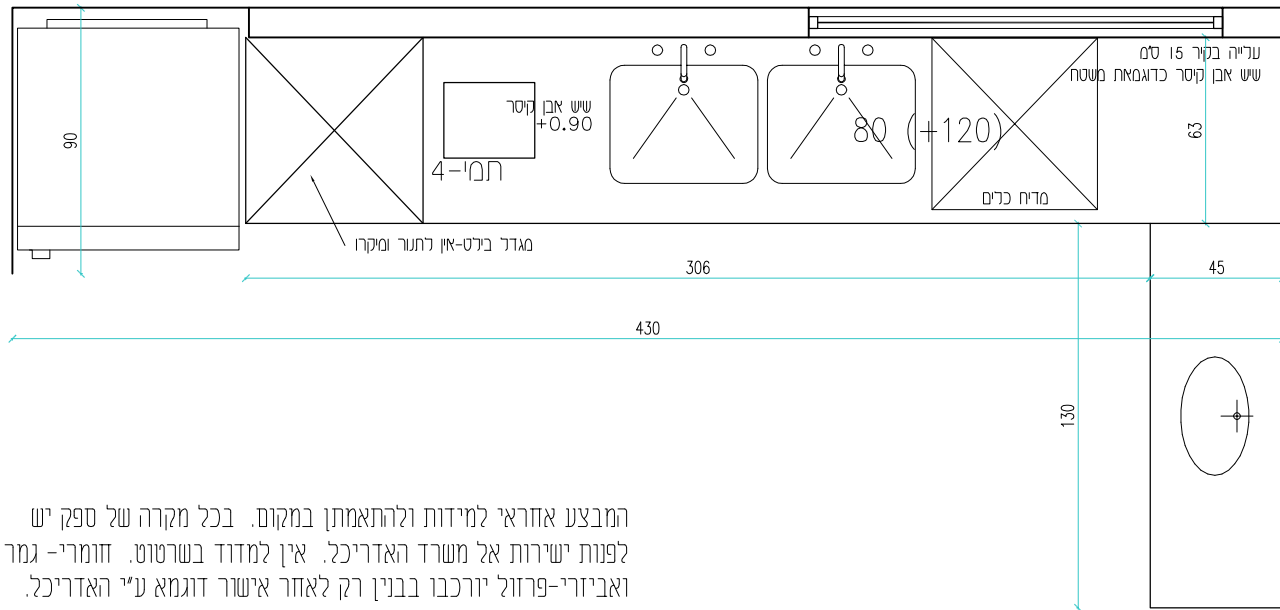 עלייה בקיר 15 ס"מ
שיש אבן קיסר כדוגמאת משטח
שיש אבן קיסר
+0.90
80 (+120)
63
90
תמי-4
מדיח כלים
מגדל בילט-אין לתנור ומיקרו
306
45
430
130
המבצע אחראי למידות ולהתאמתן במקום. בכל מקרה של ספק יש
לפנות ישירות אל משרד האדריכל. אין למדוד בשרטוט. חומרי- גמר
ואביזרי-פרזול יורכבו בבנין רק לאחר אישור דוגמא ע"י האדריכל.